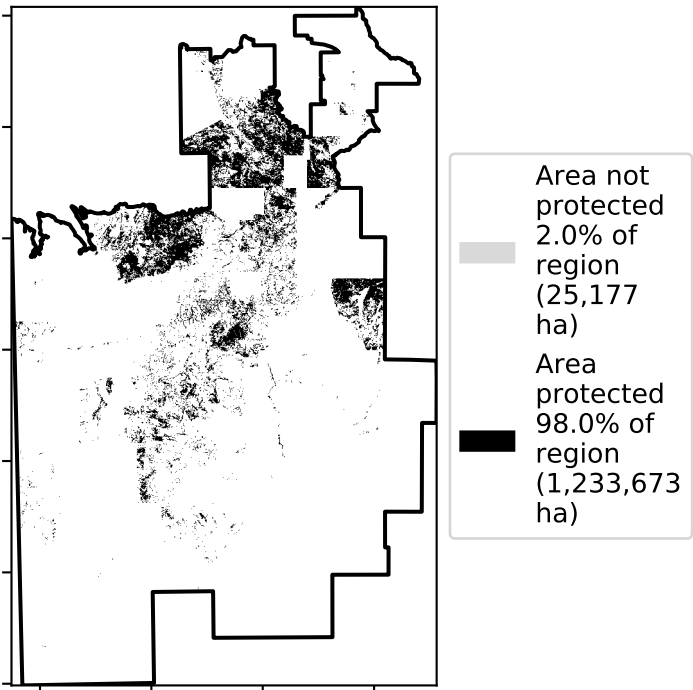 Area not
protected
2.0% of
region
(25,177
ha)
Area
protected
98.0% of
region
(1,233,673
ha)